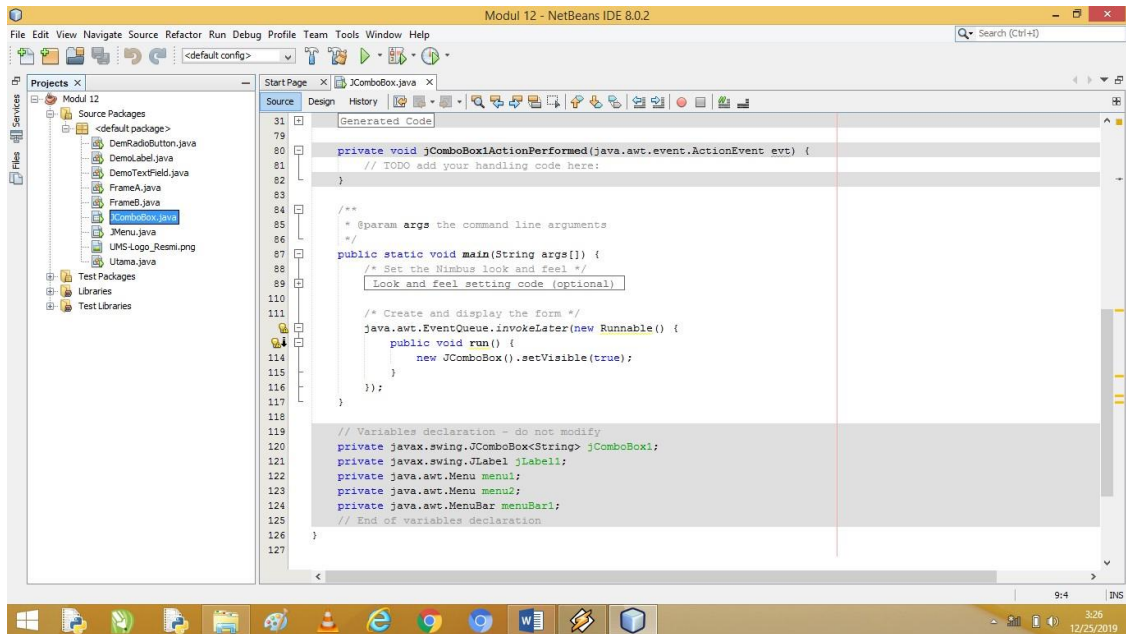 Modul 12 - NetBeans IDE 8.0.2
File Edit View Navigate Source Refactor Run Debug Profile Team Tools Window Help
Search (Ctrl+I)
<default config>
Projects
Start Page
JComboBox.java
Services
Files
Modul 12
Source Packages
<default package>
DemRadioButton.java
DemoLabel.java
DemoTextField.java
FrameA.java
FrameB.java
JComboBox.java
JMenu.java
UMS-Logo_Resmi.png
Utama.java
Test Packages
Libraries
Test Libraries
Source Design History
31 Generated Code
79
80 private void jComboBox1ActionPerformed(java.awt.event.ActionEvent evt) {
81 // TODO add your handling code here:
82 }
83
84 /**
85 * @param args the command line arguments
86 */
87 public static void main(String args[]) {
88 /* Set the Nimbus look and feel */
89 Look and feel setting code (optional)
110
111 /* Create and display the form */
java.awt.EventQueue.invokeLater(new Runnable() {
public void run() {
114 new JComboBox().setVisible(true);
115 }
116 });
117 }
118
119 // Variables declaration - do not modify
120 private javax.swing.JComboBox<String> jComboBox1;
121 private javax.swing.JLabel jLabel1;
122 private java.awt.Menu menu1;
123 private java.awt.Menu menu2;
124 private java.awt.MenuBar menuBar1;
125 // End of variables declaration
126 }
127
9:4 INS
3:26
12/25/2019